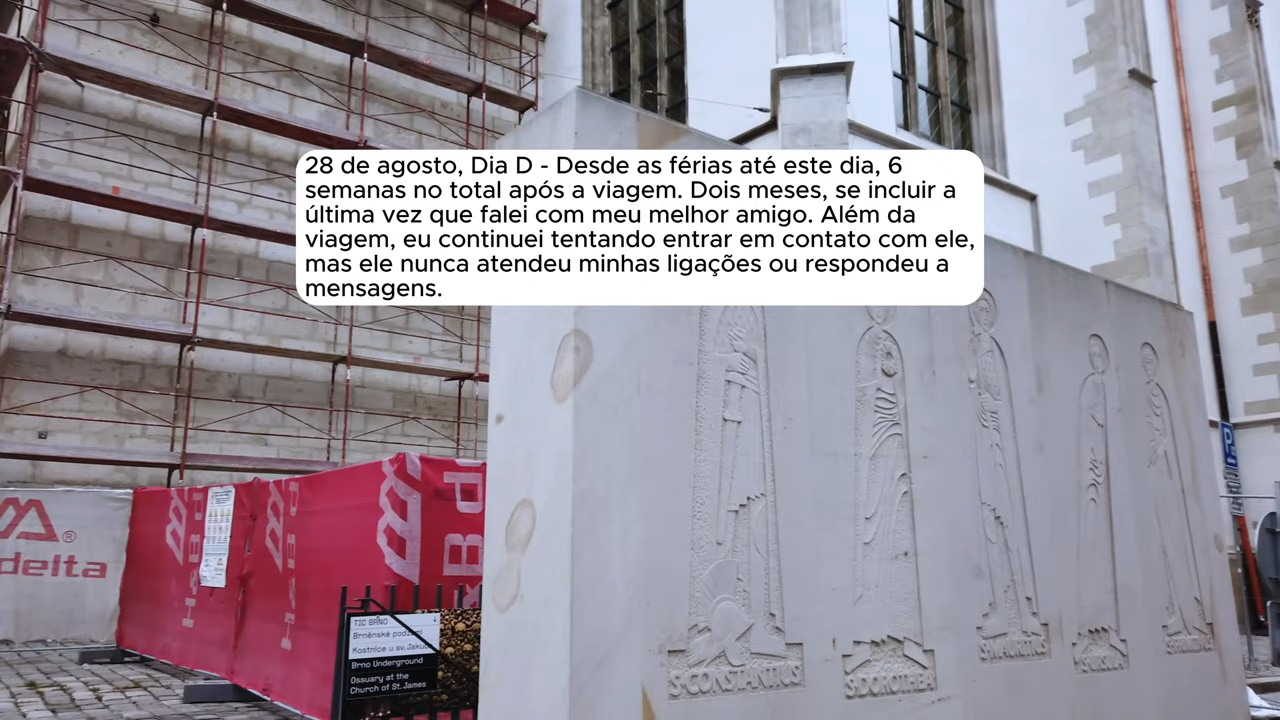 28 de agosto, Dia D - Desde as férias até este dia, 6
semanas no total após a viagem. Dois meses, se incluir a
última vez que falei com meu melhor amigo. Além da
viagem, eu continuei tentando entrar em contato com ele,
mas ele nunca atendeu minhas ligações ou respondeu a
mensagens.
delta
H&B d
H&B d
&B d
TIC BRNO
Brněnské podzemí
Kostnice u sv. Jakuba
Brno Underground
Ossuary at the
Church of St. James
S·CONSTANTIUS
S·DOROTHEA
S·MAURITIUS
P